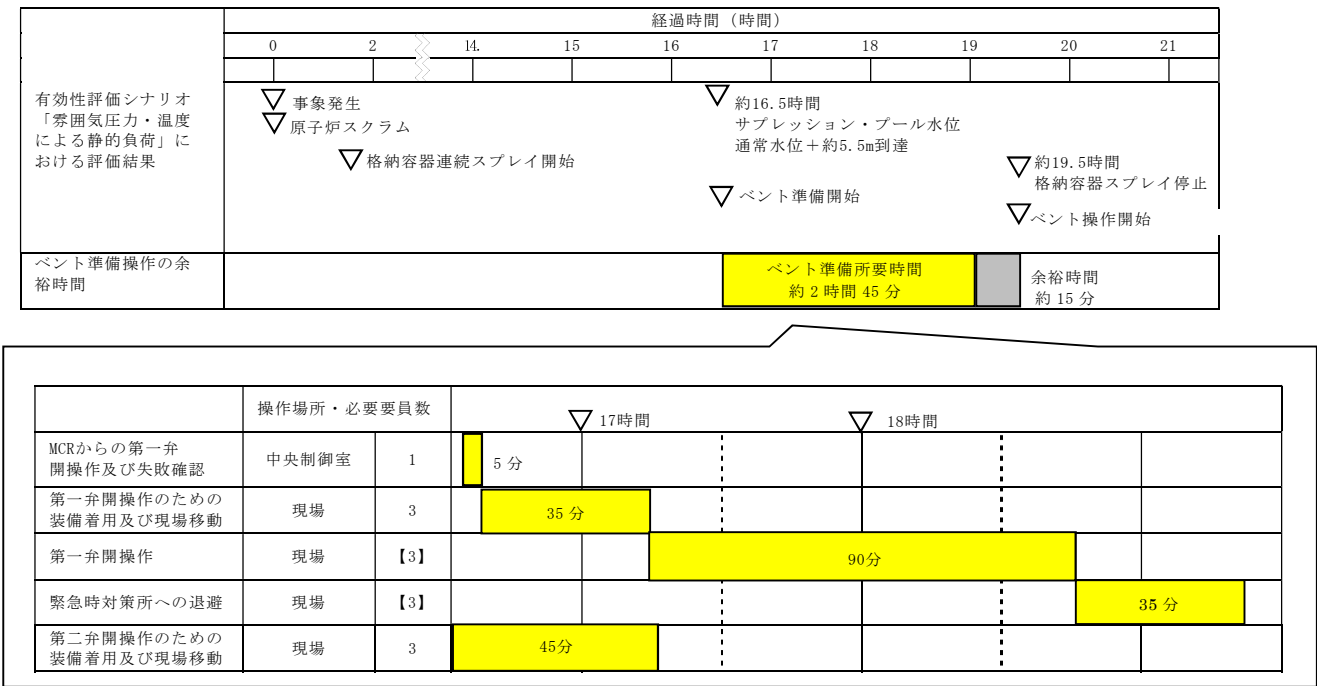 経過時間（時間）
0 2 14. 15 16 17 18 19 20 21
有効性評価シナリオ
「雰囲気圧力・温度
による静的負荷」に
おける評価結果
事象発生
原子炉スクラム
格納容器連続スプレイ開始
約16.5時間
サプレッション・プール水位
通常水位＋約5.5m到達
ベント準備開始
約19.5時間
格納容器スプレイ停止
ベント操作開始
ベント準備操作の余
裕時間
ベント準備所要時間
約 2 時間 45 分
余裕時間
約 15 分
操作場所・必要要員数
17時間
18時間
MCRからの第一弁
開操作及び失敗確認
中央制御室
1
5 分
第一弁開操作のための
装備着用及び現場移動
現場
3
35 分
第一弁開操作
現場
【3】
90分
緊急時対策所への退避
現場
【3】
35 分
第二弁開操作のための
装備着用及び現場移動
現場
3
45分